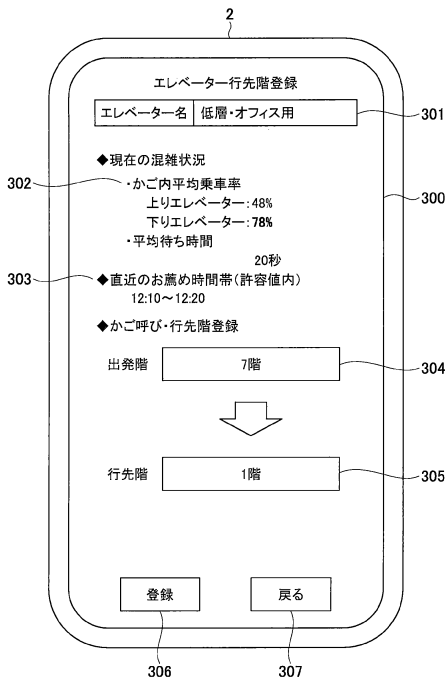 2
エレベーター行先階登録
エレベーター名 低層・オフィス用
301
◆現在の混雑状況
302
・かご内平均乗車率
300
上りエレベーター：48%
下りエレベーター：78%
・平均待ち時間
20秒
303
◆直近のお薦め時間帯（許容値内）
12:10～12:20
◆かご呼び・行先階登録
出発階 7階
304
行先階 1階
305
登録 戻る
306 307